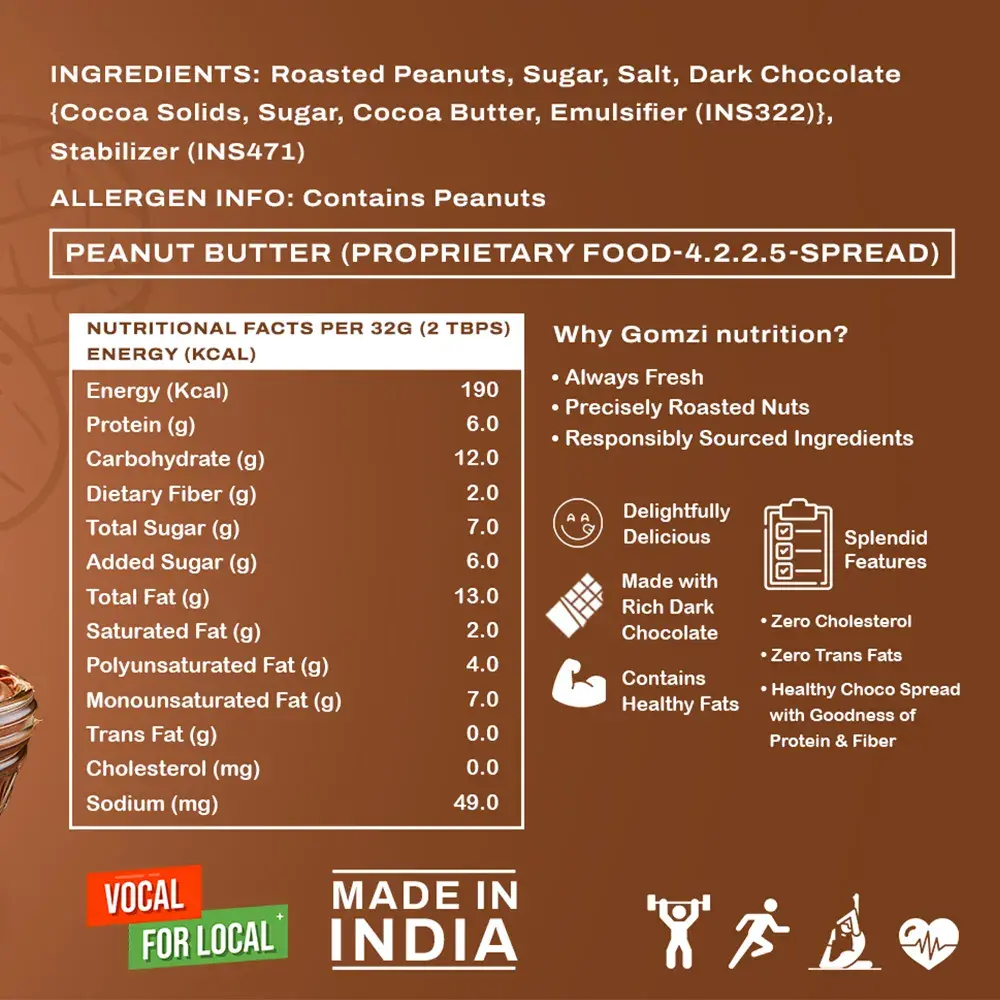 INGREDIENTS: Roasted Peanuts, Sugar, Salt, Dark Chocolate
{Cocoa Solids, Sugar, Cocoa Butter, Emulsifier (INS322)},
Stabilizer (INS471)
ALLERGEN INFO: Contains Peanuts
PEANUT BUTTER (PROPRIETARY FOOD-4.2.2.5-SPREAD)
NUTRITIONAL FACTS PER 32G (2 TBPS)
ENERGY (KCAL)
Energy (Kcal) 190
Protein (g) 6.0
Carbohydrate (g) 12.0
Dietary Fiber (g) 2.0
Total Sugar (g) 7.0
Added Sugar (g) 6.0
Total Fat (g) 13.0
Saturated Fat (g) 2.0
Polyunsaturated Fat (g) 4.0
Monounsaturated Fat (g) 7.0
Trans Fat (g) 0.0
Cholesterol (mg) 0.0
Sodium (mg) 49.0
Why Gomzi nutrition?
• Always Fresh
• Precisely Roasted Nuts
• Responsibly Sourced Ingredients
Delightfully
Delicious
Made with
Rich Dark
Chocolate
Contains
Healthy Fats
Splendid
Features
• Zero Cholesterol
• Zero Trans Fats
• Healthy Choco Spread
with Goodness of
Protein & Fiber
VOCAL
FOR LOCAL
MADE IN
INDIA